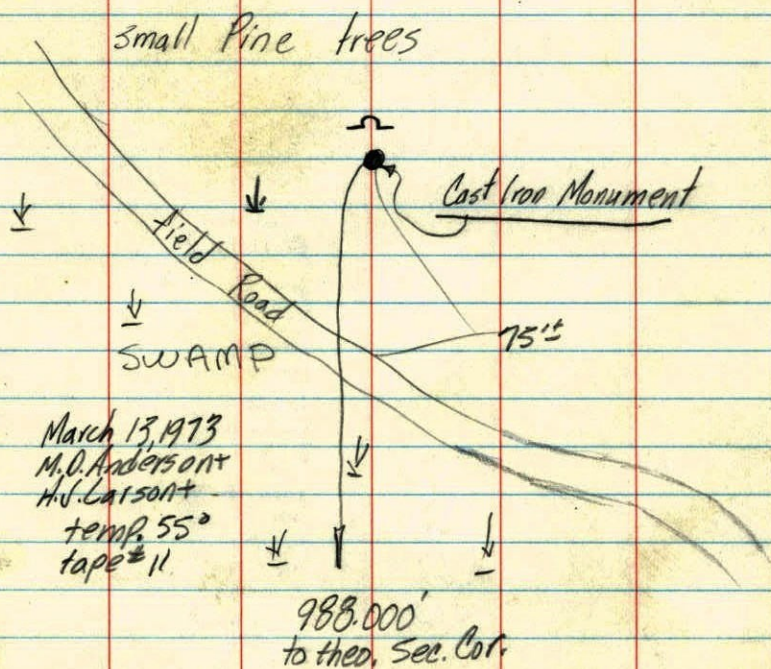 small Pine trees
Cast Iron Monument
field Road
75'±
SWAMP
March 13, 1973
M.O. Anderson+
H.J. Larson+
temp. 55°
tape # 11
988.000'
to theo. Sec. Cor.